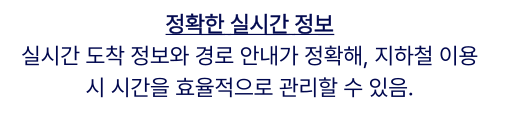 정확한 실시간 정보
실시간 도착 정보와 경로 안내가 정확해, 지하철 이용
시 시간을 효율적으로 관리할 수 있음.